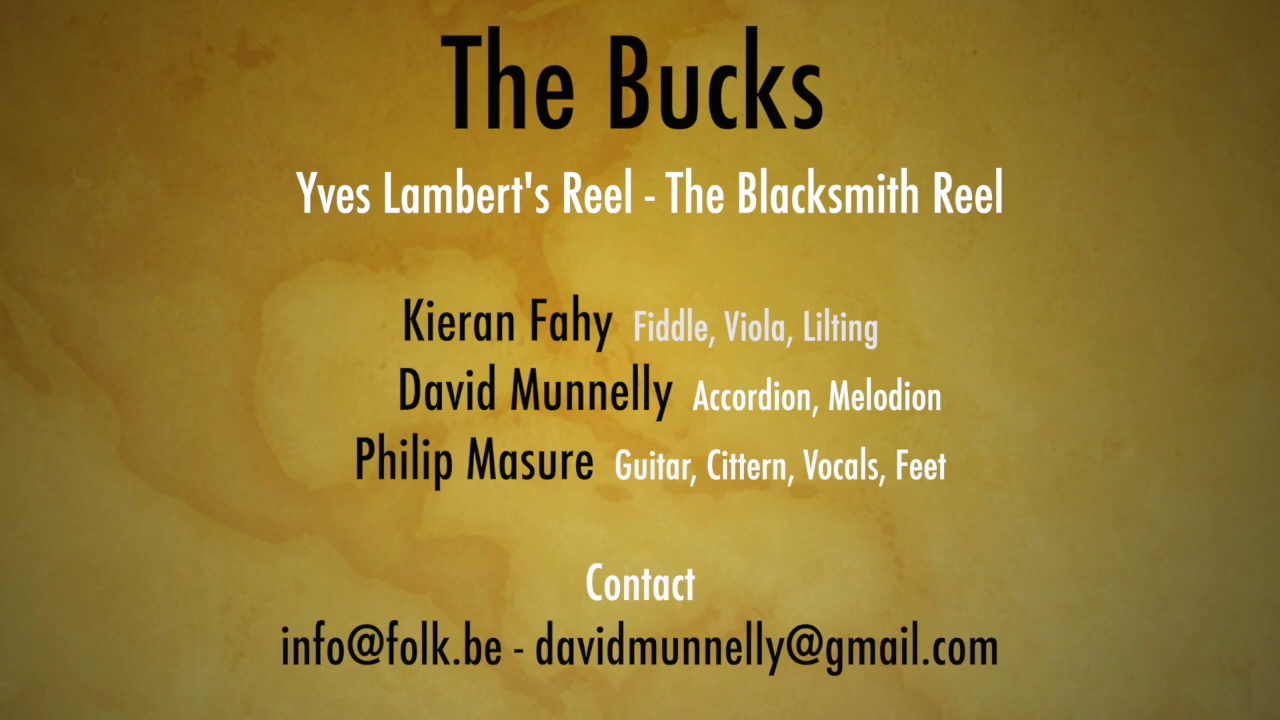 The Bucks
Yves Lambert's Reel - The Blacksmith Reel
Kieran Fahy Fiddle, Viola, Lilting
David Munnelly Accordion, Melodion
Philip Masure Guitar, Cittern, Vocals, Feet
Contact
info@folk.be - davidmunnelly@gmail.com